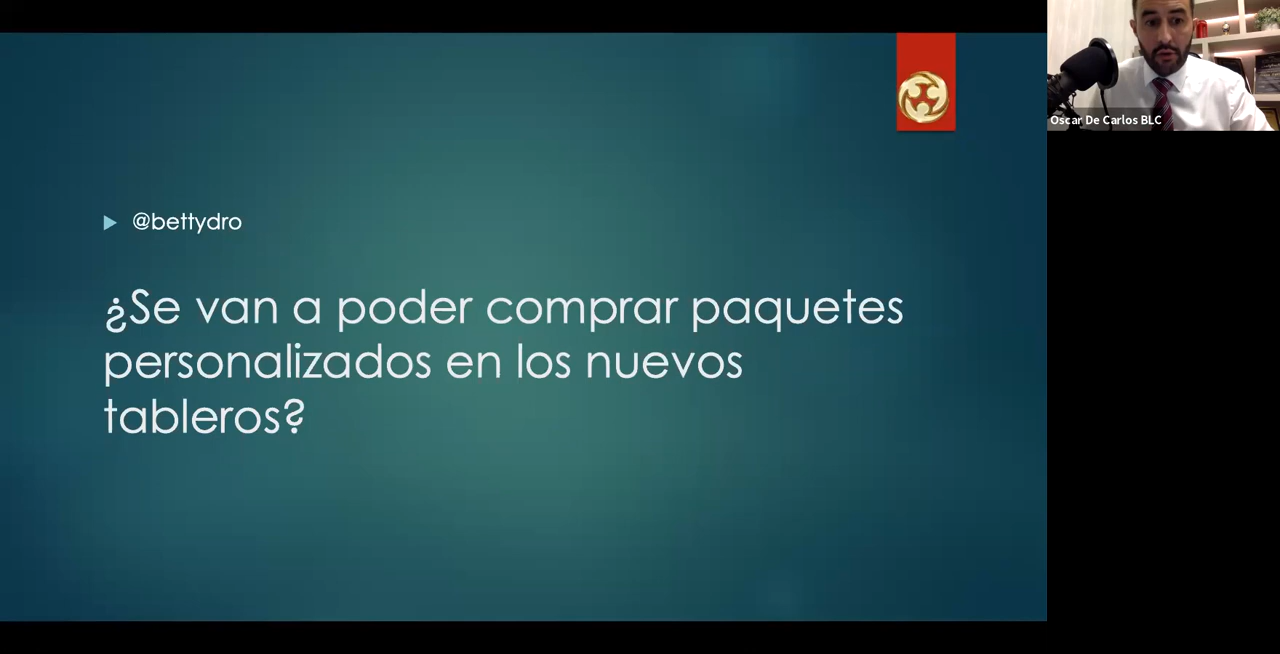 @bettydro
¿Se van a poder comprar paquetes
personalizados en los nuevos
tableros?
Oscar De Carlos BLC